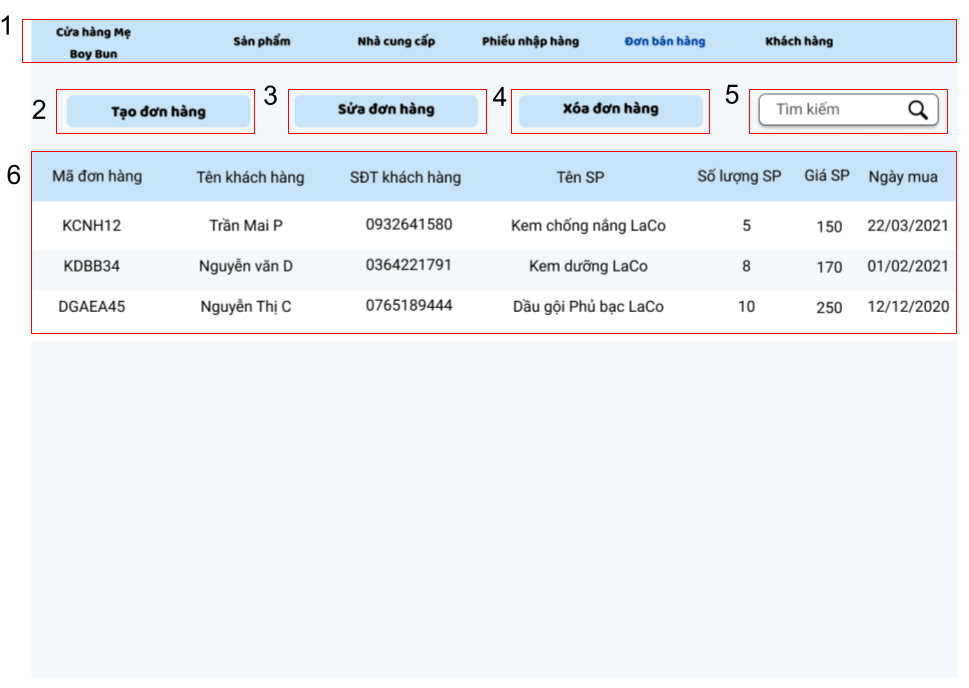 1
Cửa hàng Mẹ
Boy Bun
Sản phẩm
Nhà cung cấp
Phiếu nhập hàng
Đơn bán hàng
Khách hàng
2
Tạo đơn hàng
3
Sửa đơn hàng
4
Xóa đơn hàng
5
Tìm kiếm
6
Mã đơn hàng Tên khách hàng SĐT khách hàng Tên SP Số lượng SP Giá SP Ngày mua
KCNH12 Trần Mai P 0932641580 Kem chống nắng LaCo 5 150 22/03/2021
KDBB34 Nguyễn văn D 0364221791 Kem dưỡng LaCo 8 170 01/02/2021
DGAEA45 Nguyễn Thị C 0765189444 Dầu gội Phủ bạc LaCo 10 250 12/12/2020